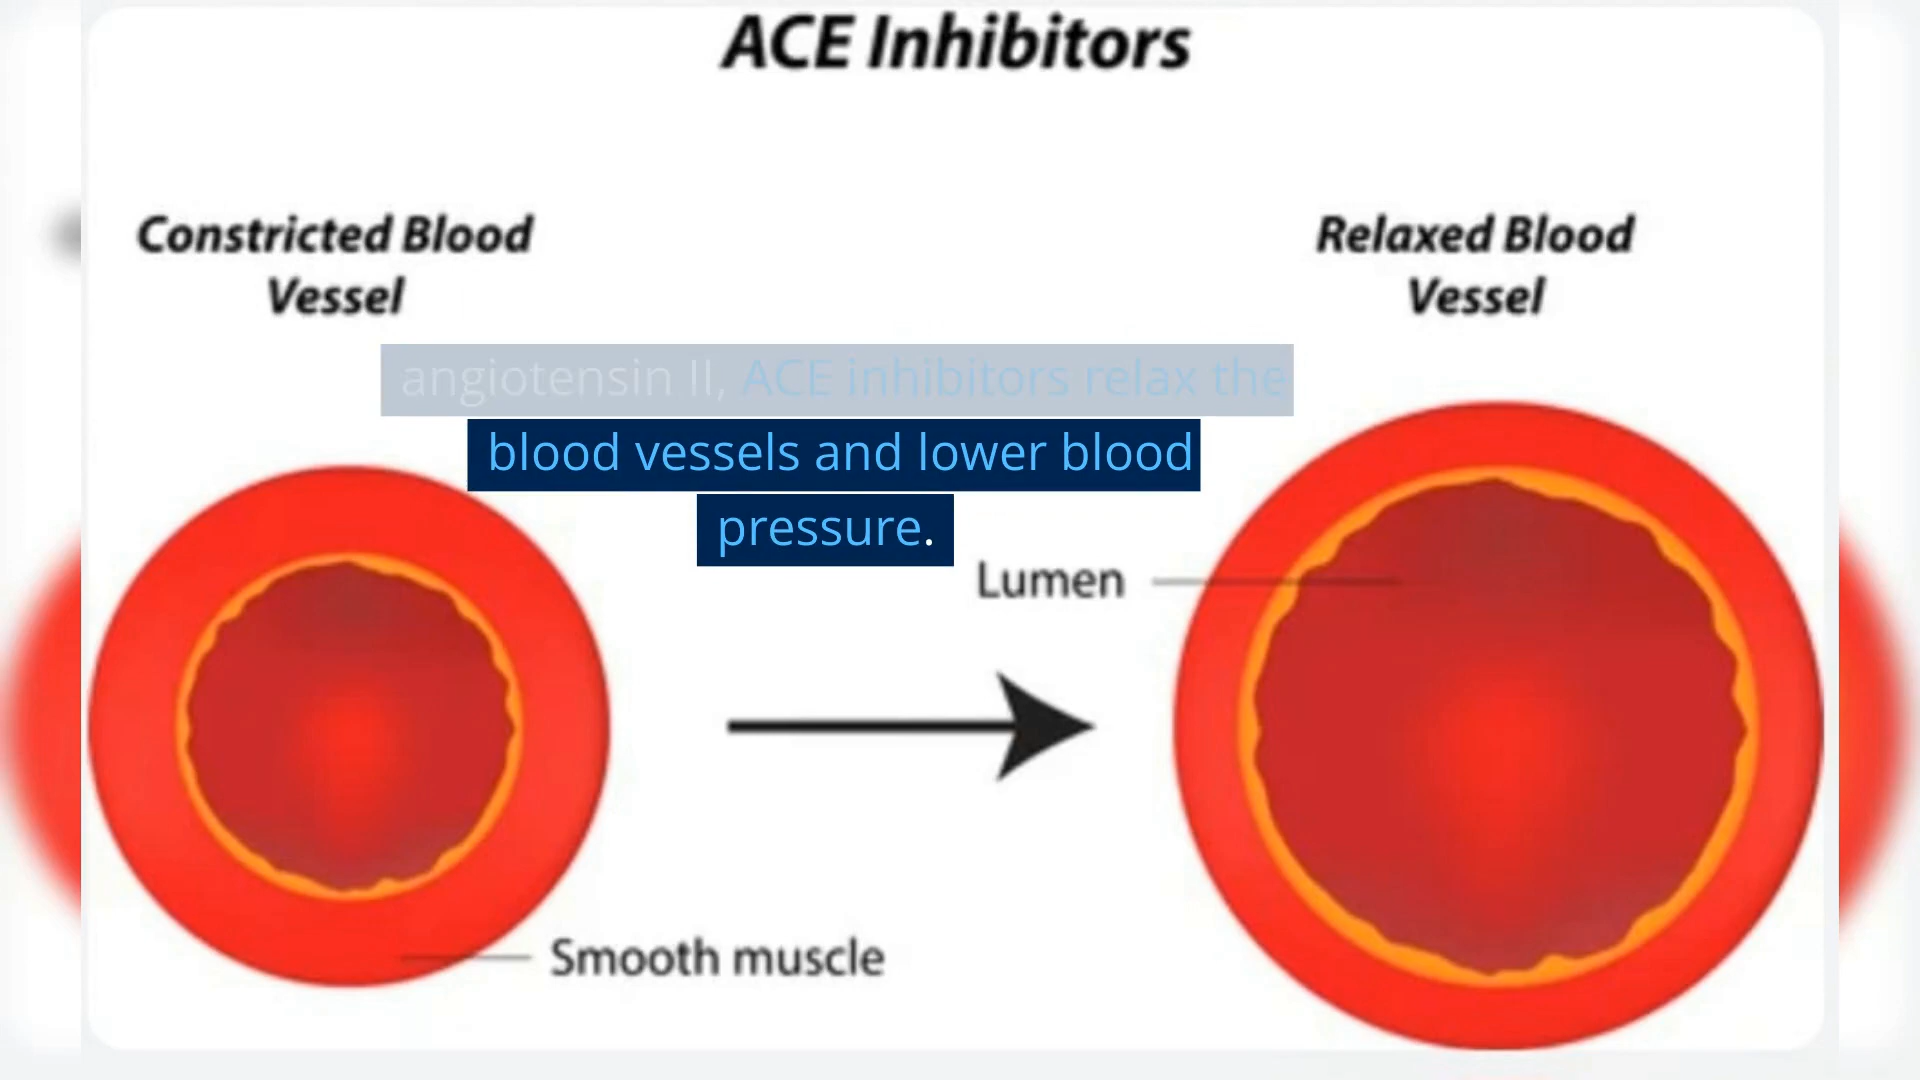 ACE Inhibitors
Constricted Blood
Vessel
Relaxed Blood
Vessel
angiotensin II, ACE inhibitors relax the
blood vessels and lower blood
pressure.
Lumen
Smooth muscle